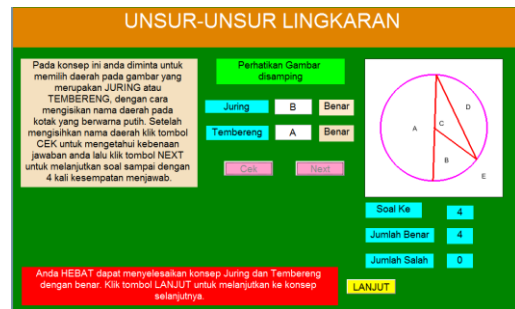 UNSUR-UNSUR LINGKARAN
Pada konsep ini anda diminta untuk
memilih daerah pada gambar yang
merupakan JURING atau
TEMBERENG, dengan cara
mengisikan nama daerah pada
kotak yang berwarna putih. Setelah
mengisihkan nama daerah klik tombol
CEK untuk mengetahui kebenaan
jawaban anda lalu klik tombol NEXT
untuk melanjutkan soal sampai dengan
4 kali kesempatan menjawab.
Perhatikan Gambar
disamping
Juring B Benar
Tembereng A Benar
Cek Next
D
A C
B
E
Soal Ke 4
Jumlah Benar 4
Jumlah Salah 0
Anda HEBAT dapat menyelesaikan konsep Juring dan Tembereng
dengan benar. Klik tombol LANJUT untuk melanjutkan ke konsep
selanjutnya.
LANJUT